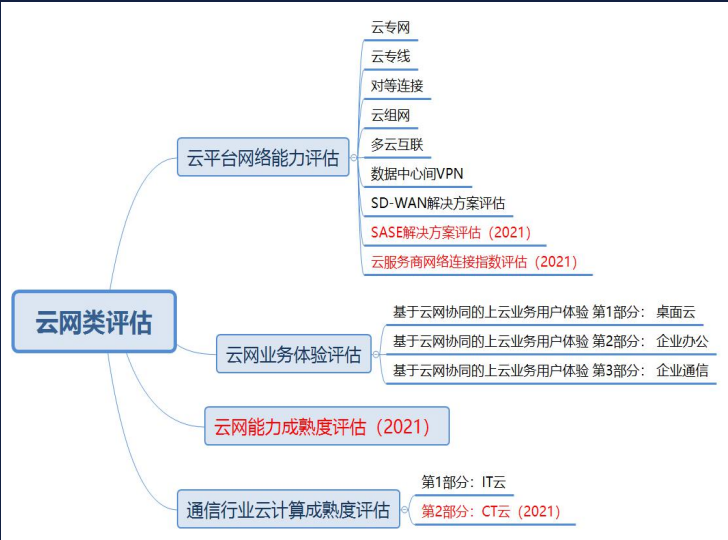 云网类评估
云平台网络能力评估
云专网
云专线
对等连接
云组网
多云互联
数据中心间VPN
SD-WAN解决方案评估
SASE解决方案评估（2021）
云服务商网络连接指数评估（2021）
云网业务体验评估
基于云网协同的上云业务用户体验 第1部分： 桌面云
基于云网协同的上云业务用户体验 第2部分： 企业办公
基于云网协同的上云业务用户体验 第3部分： 企业通信
云网能力成熟度评估（2021）
通信行业云计算成熟度评估
第1部分：IT云
第2部分：CT云（2021）